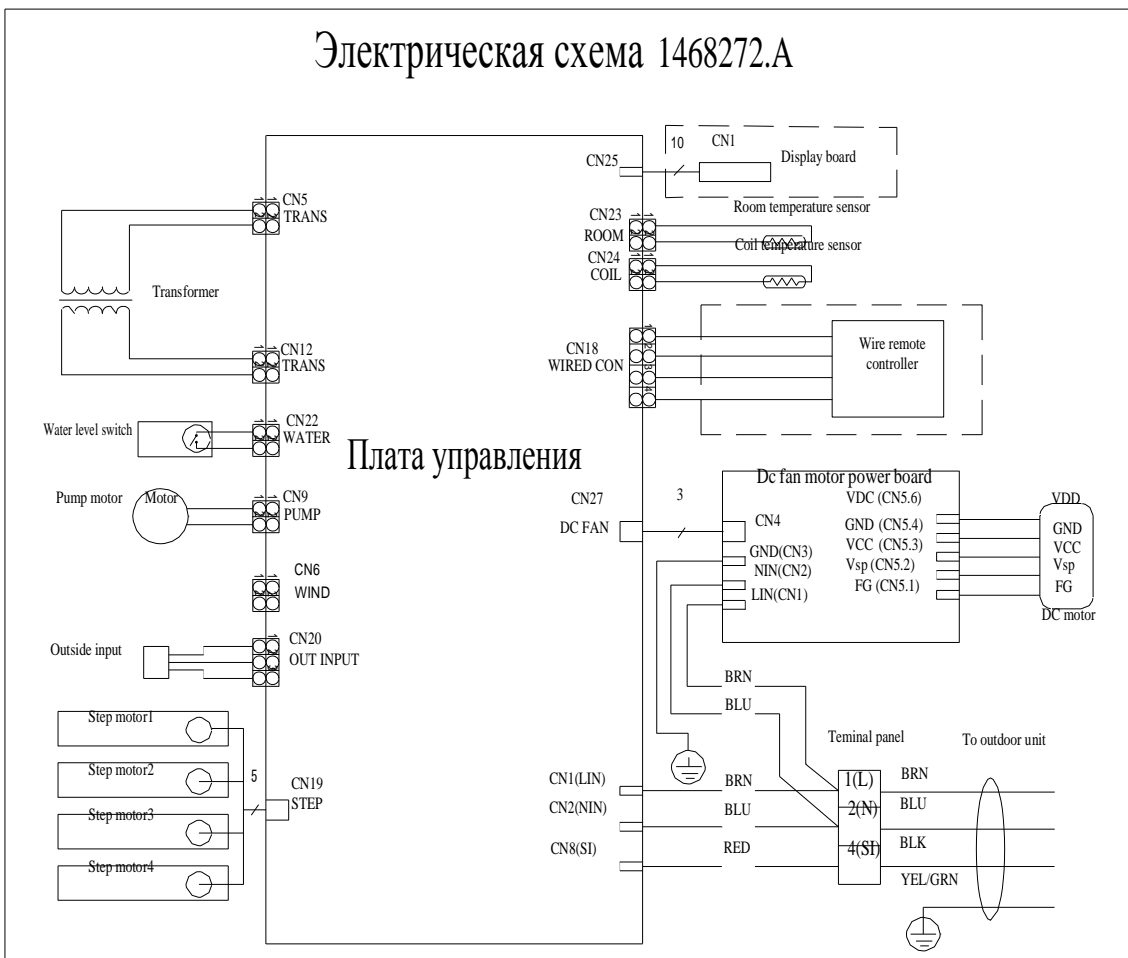 Электрическая схема 1468272.А
10
CN1
Display board
CN25
CN5
TRANS
Room temperature sensor
CN23
ROOM
Coil temperature sensor
CN24
COIL
Transformer
CN12
TRANS
CN18
WIRED CON
1
2
3
4
Wire remote
controller
Water level switch
CN22
WATER
Плата управления
Pump motor
Motor
CN9
PUMP
CN27
DC FAN
3
Dc fan motor power board
CN4
GND(CN3)
NIN(CN2)
LIN(CN1)
VDC (CN5.6)
GND (CN5.4)
VCC (CN5.3)
Vsp (CN5.2)
FG (CN5.1)
VDD
GND
VCC
Vsp
FG
DC motor
CN6
WIND
Outside input
CN20
OUT INPUT
BRN
BLU
Step motor1
Step motor2
Step motor3
Step motor4
5
CN19
STEP
Teminal panel
To outdoor unit
CN1(LIN)
BRN
1(L)
BRN
CN2(NIN)
BLU
2(N)
BLU
CN8(SI)
RED
4(SI)
BLK
YEL/GRN